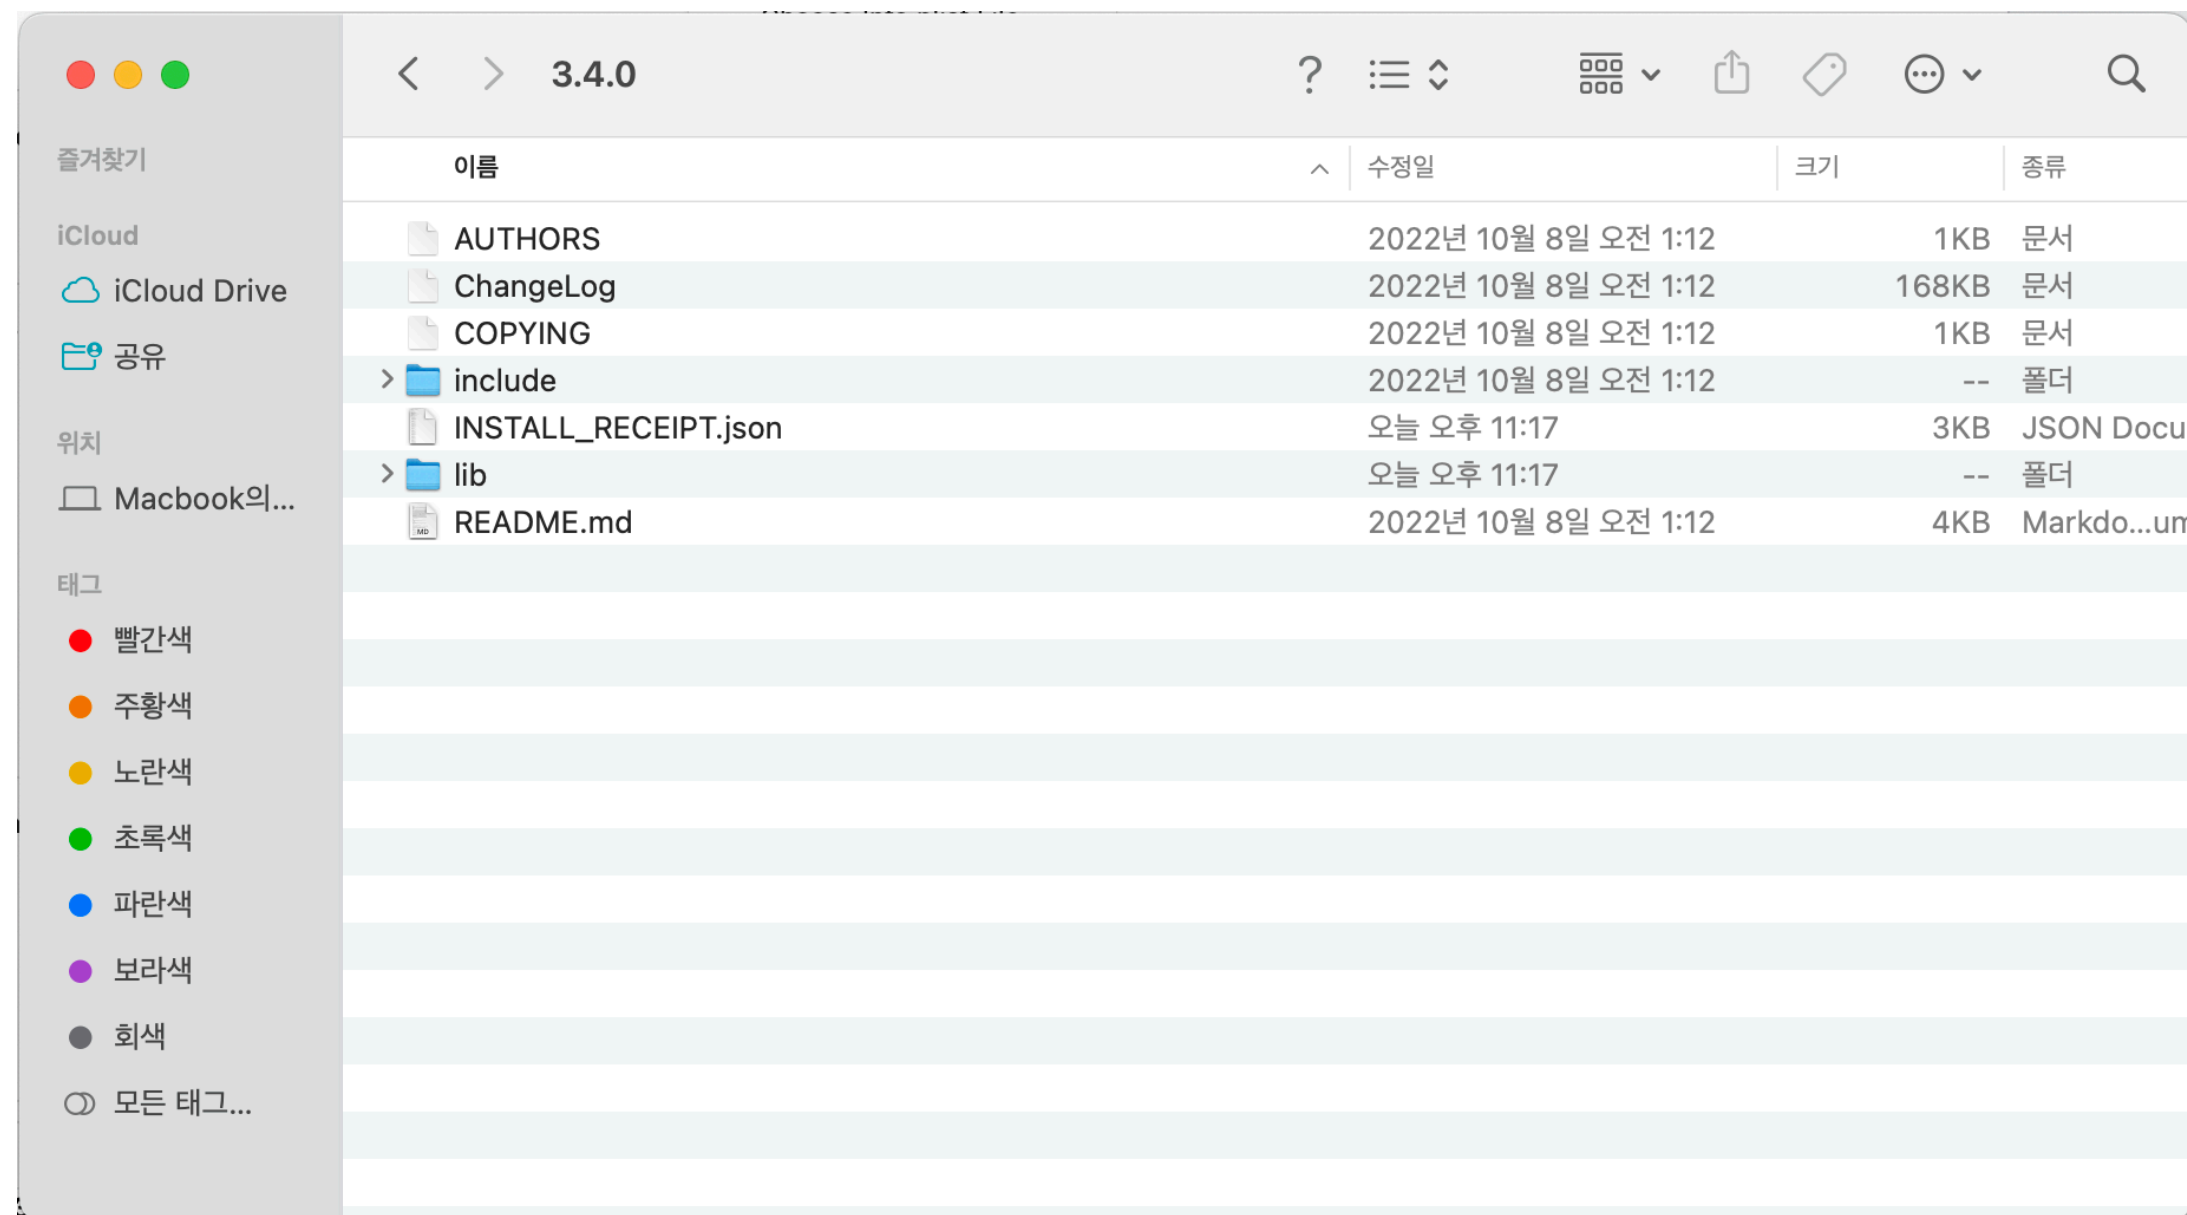 3.4.0
즐겨찾기
iCloud
iCloud Drive
공유
위치
Macbook의...
태그
빨간색
주황색
노란색
초록색
파란색
보라색
회색
모든 태그...
이름 수정일 크기 종류
AUTHORS 2022년 10월 8일 오전 1:12 1KB 문서
ChangeLog 2022년 10월 8일 오전 1:12 168KB 문서
COPYING 2022년 10월 8일 오전 1:12 1KB 문서
include 2022년 10월 8일 오전 1:12 -- 폴더
INSTALL_RECEIPT.json 오늘 오후 11:17 3KB JSON Docu
lib 오늘 오후 11:17 -- 폴더
README.md 2022년 10월 8일 오전 1:12 4KB Markdo...um